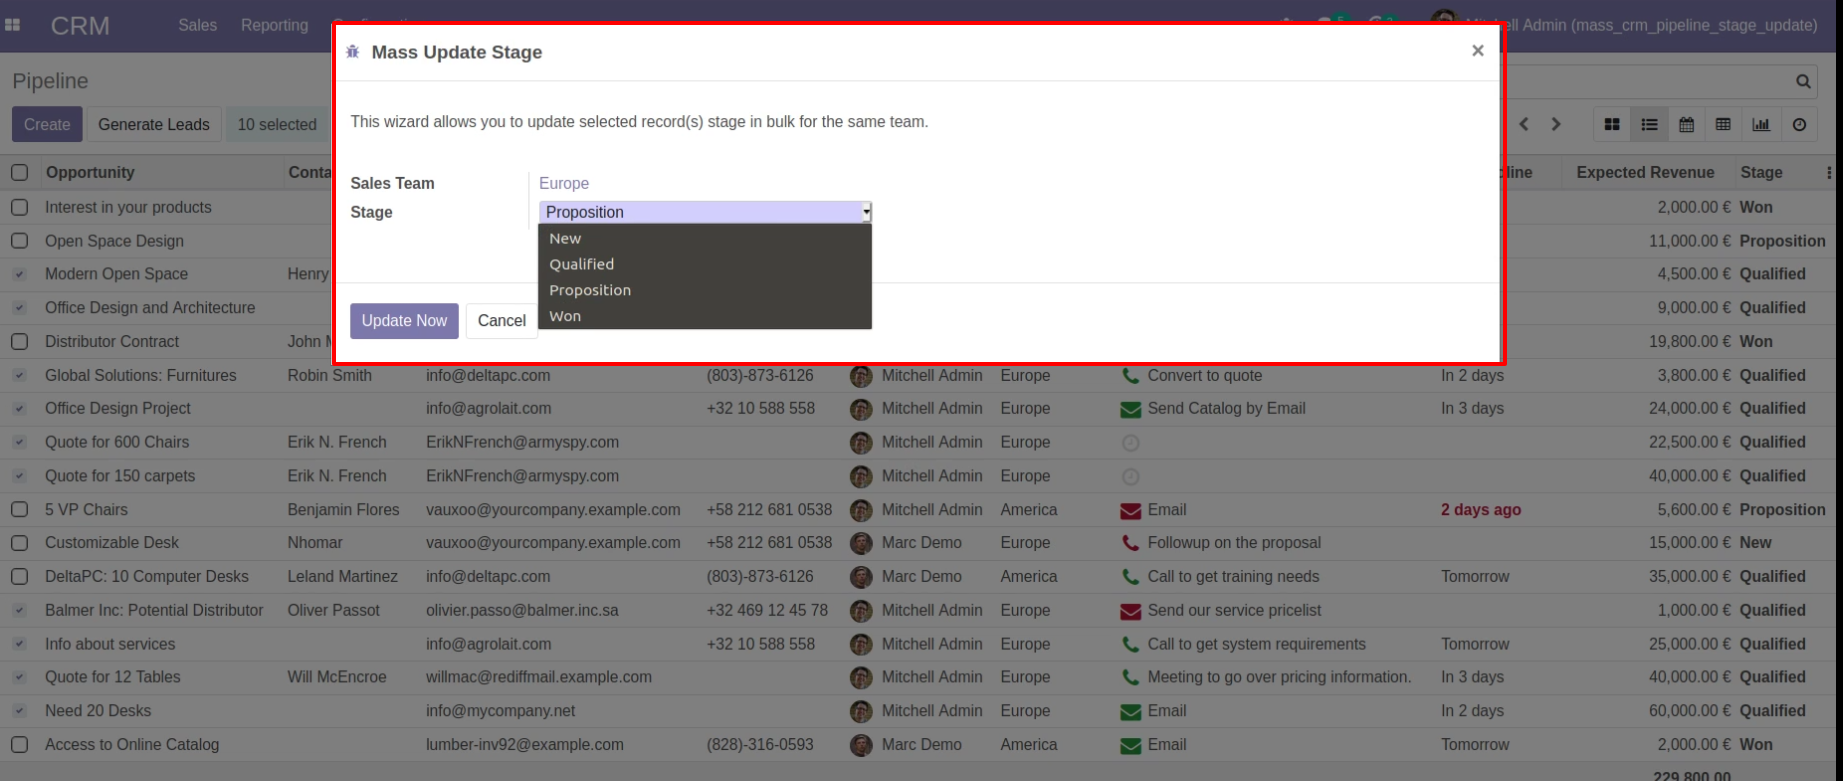 CRM Sales Reporting Mitchell Admin (mass_crm_pipeline_stage_update)
Mass Update Stage ×
Pipeline
This wizard allows you to update selected record(s) stage in bulk for the same team.
Create Generate Leads 10 selected
Sales Team Europe
Stage Proposition
New
Qualified
Proposition
Won
Update Now Cancel
Opportunity Expected Revenue Stage
Interest in your products 2,000.00 € Won
Open Space Design 11,000.00 € Proposition
Modern Open Space Henry 4,500.00 € Qualified
Office Design and Architecture 9,000.00 € Qualified
Distributor Contract John 19,800.00 € Won
Global Solutions: Furnitures Robin Smith info@deltapc.com (803)-873-6126 Mitchell Admin Europe Convert to quote In 2 days 3,800.00 € Qualified
Office Design Project info@agrolait.com +32 10 588 558 Mitchell Admin Europe Send Catalog by Email In 3 days 24,000.00 € Qualified
Quote for 600 Chairs Erik N. French ErikNFrench@armyspy.com Mitchell Admin Europe 22,500.00 € Qualified
Quote for 150 carpets Erik N. French ErikNFrench@armyspy.com Mitchell Admin Europe 40,000.00 € Qualified
5 VP Chairs Benjamin Flores vauxoo@yourcompany.example.com +58 212 681 0538 Mitchell Admin America Email 2 days ago 5,600.00 € Proposition
Customizable Desk Nhomar vauxoo@yourcompany.example.com +58 212 681 0538 Marc Demo Europe Followup on the proposal 15,000.00 € New
DeltaPC: 10 Computer Desks Leland Martinez info@deltapc.com (803)-873-6126 Marc Demo America Call to get training needs Tomorrow 35,000.00 € Qualified
Balmer Inc: Potential Distributor Oliver Passot olivier.passo@balmer.inc.sa +32 469 12 45 78 Mitchell Admin Europe Send our service pricelist 1,000.00 € Qualified
Info about services info@agrolait.com +32 10 588 558 Mitchell Admin Europe Call to get system requirements Tomorrow 25,000.00 € Qualified
Quote for 12 Tables Will McEncroe willmac@rediffmail.example.com Mitchell Admin Europe Meeting to go over pricing information. In 3 days 40,000.00 € Qualified
Need 20 Desks info@mycompany.net Mitchell Admin Europe Email In 2 days 60,000.00 € Qualified
Access to Online Catalog lumber-inv92@example.com (828)-316-0593 Marc Demo America Email Tomorrow 2,000.00 € Won
229,800.00